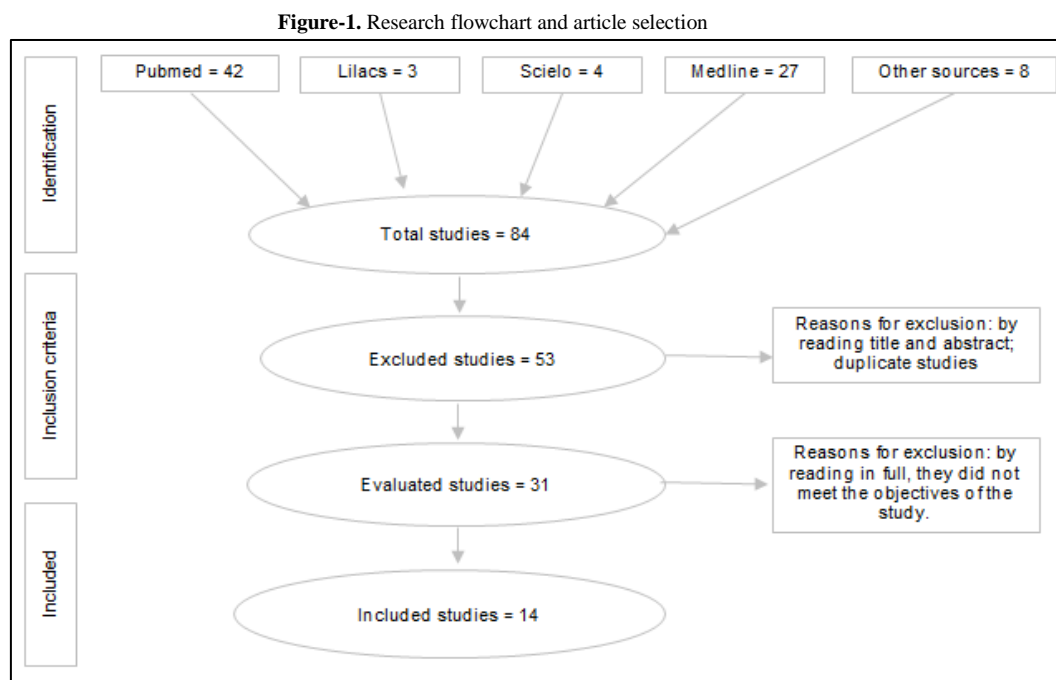 Figure-1. Research flowchart and article selection
Identification
Pubmed = 42
Lilacs = 3
Scielo = 4
Medline = 27
Other sources = 8
Total studies = 84
Inclusion criteria
Excluded studies = 53
Reasons for exclusion: by
reading title and abstract;
duplicate studies
Evaluated studies = 31
Reasons for exclusion: by
reading in full, they did not
meet the objectives of the
study.
Included
Included studies = 14